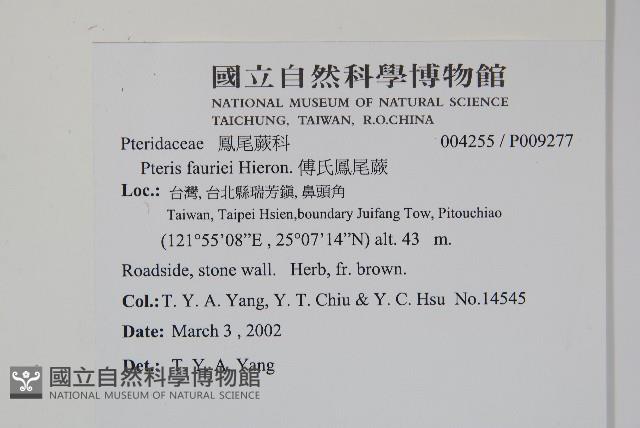 國立自然科學博物館
NATIONAL MUSEUM OF NATURAL SCIENCE
TAICHUNG, TAIWAN, R.O.CHINA
Pteridaceae 鳳尾蕨科 004255 / P009277
Pteris fauriei Hieron. 傅氏鳳尾蕨
Loc.: 台灣, 台北縣瑞芳鎮, 鼻頭角
Taiwan, Taipei Hsien,boundary Juifang Tow, Pitouchiao
(121°55'08”E , 25°07'14”N) alt. 43 m.
Roadside, stone wall. Herb, fr. brown.
Col.: T. Y. A. Yang, Y. T. Chiu & Y. C. Hsu No.14545
Date: March 3 , 2002
Det.: T. Y. A. Yang
國立自然科學博物館
NATIONAL MUSEUM OF NATURAL SCIENCE